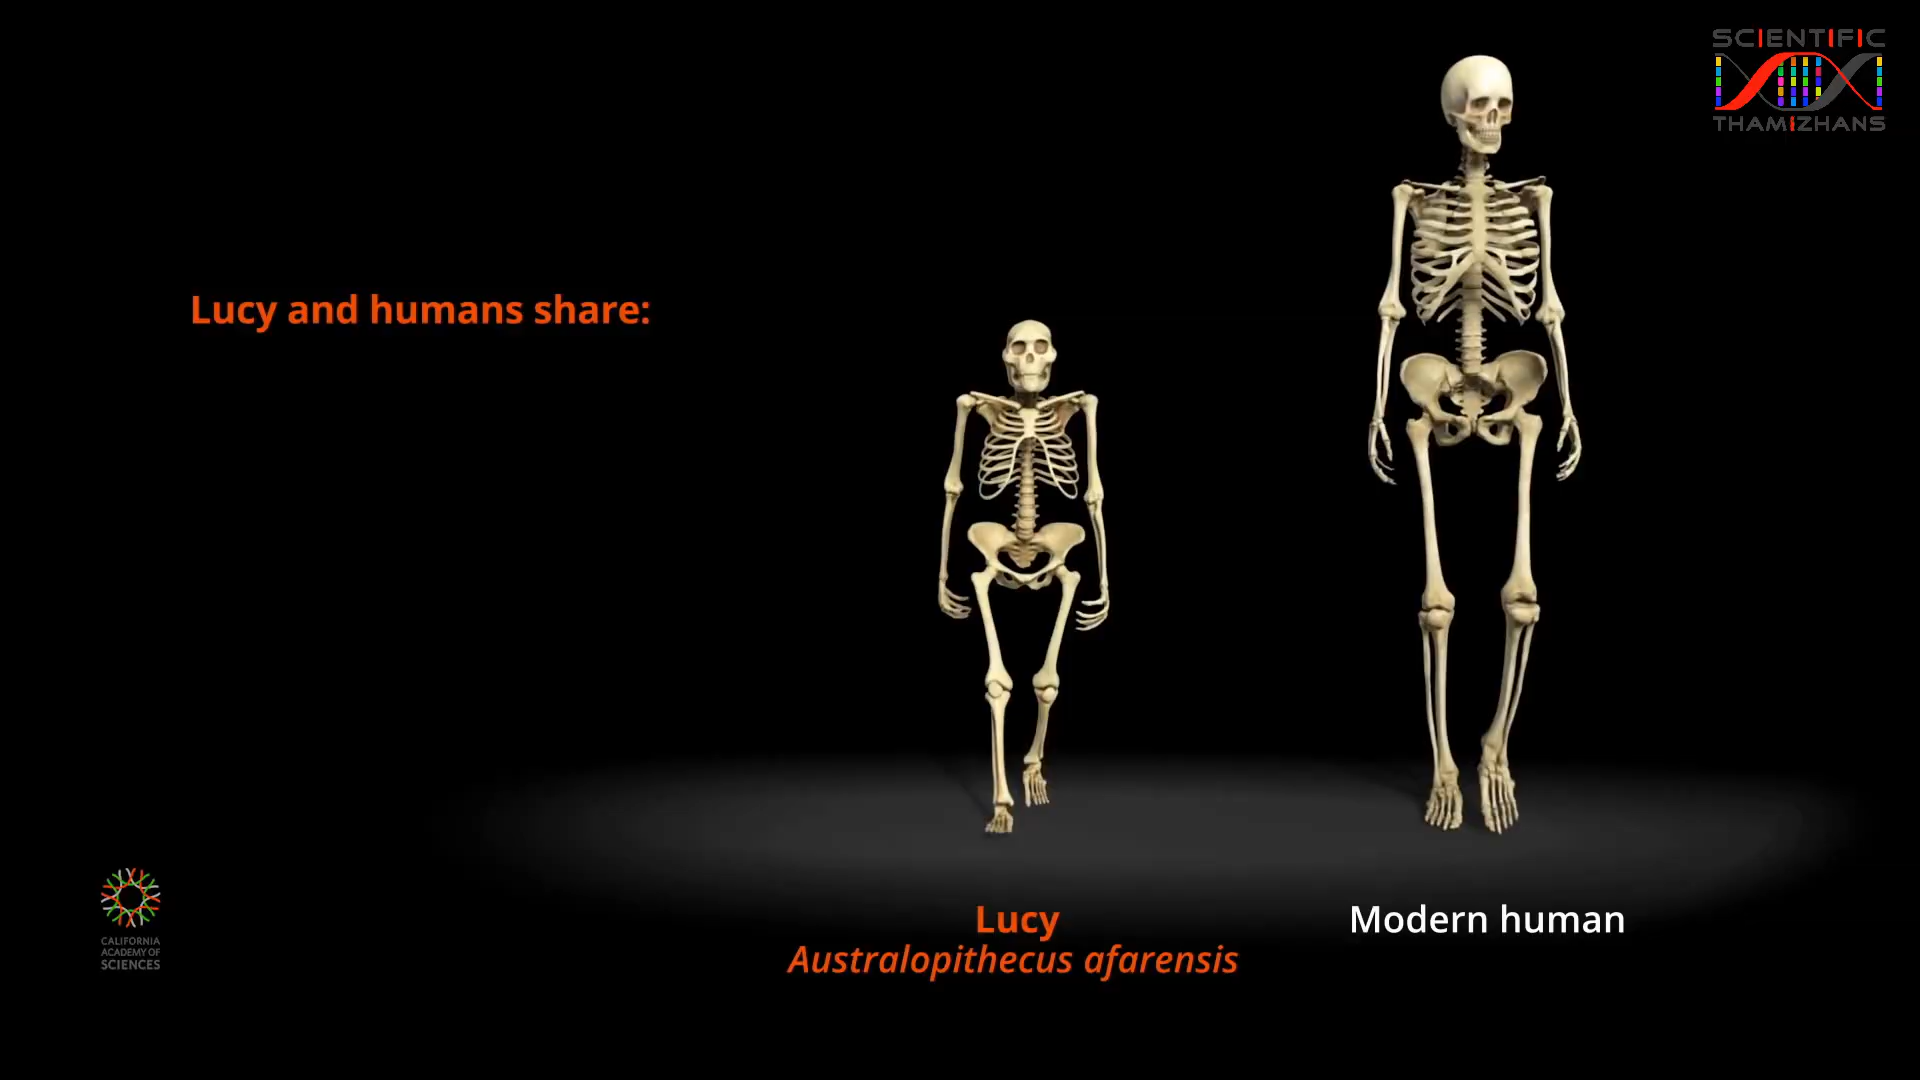 SCIENTIFIC
THAMIZHANS
Lucy and humans share:
Lucy
Australopithecus afarensis
Modern human
CALIFORNIA
ACADEMY OF
SCIENCES